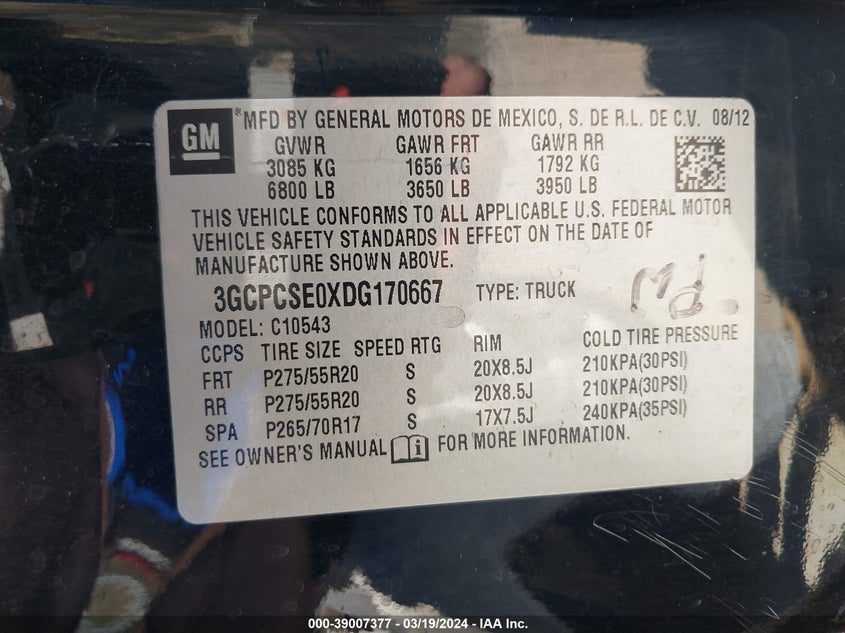 GM
®MFD BY GENERAL MOTORS DE MEXICO, S. DE R.L. DE C.V. 08/12
GVWR GAWR FRT GAWR RR
3085 KG 1656 KG 1792 KG
6800 LB 3650 LB 3950 LB
THIS VEHICLE CONFORMS TO ALL APPLICABLE U.S. FEDERAL MOTOR
VEHICLE SAFETY STANDARDS IN EFFECT ON THE DATE OF
MANUFACTURE SHOWN ABOVE.
3GCPCSE0XDG170667 TYPE: TRUCK
MODEL: C10543
CCPS TIRE SIZE SPEED RTG RIM COLD TIRE PRESSURE
FRT P275/55R20 S 20X8.5J 210KPA(30PSI)
RR P275/55R20 S 20X8.5J 210KPA(30PSI)
SPA P265/70R17 S 17X7.5J 240KPA(35PSI)
SEE OWNER'S MANUAL i FOR MORE INFORMATION.
000-39007377 — 03/19/2024 — IAA Inc.